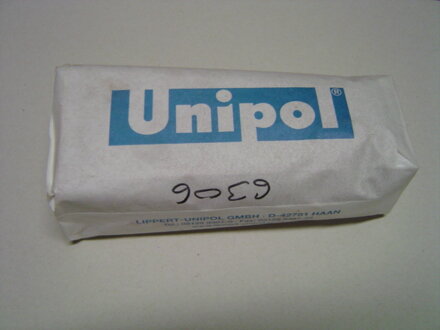 Unipol®
6306
LIPPERT-UNIPOL GMBH · D-42781 HAAN